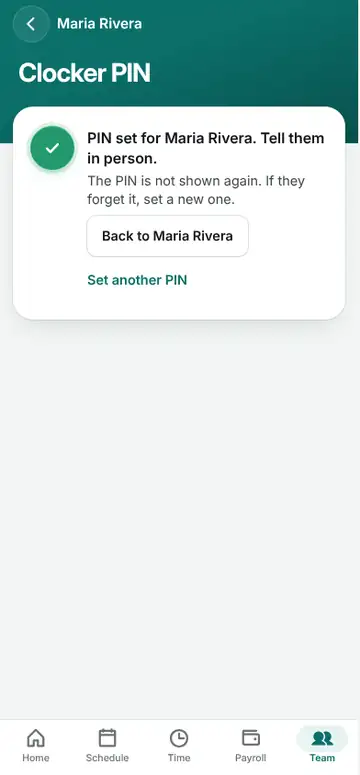 Maria Rivera
Clocker PIN
PIN set for Maria Rivera. Tell them
in person.
The PIN is not shown again. If they
forget it, set a new one.
Back to Maria Rivera
Set another PIN
Home
Schedule
Time
Payroll
Team